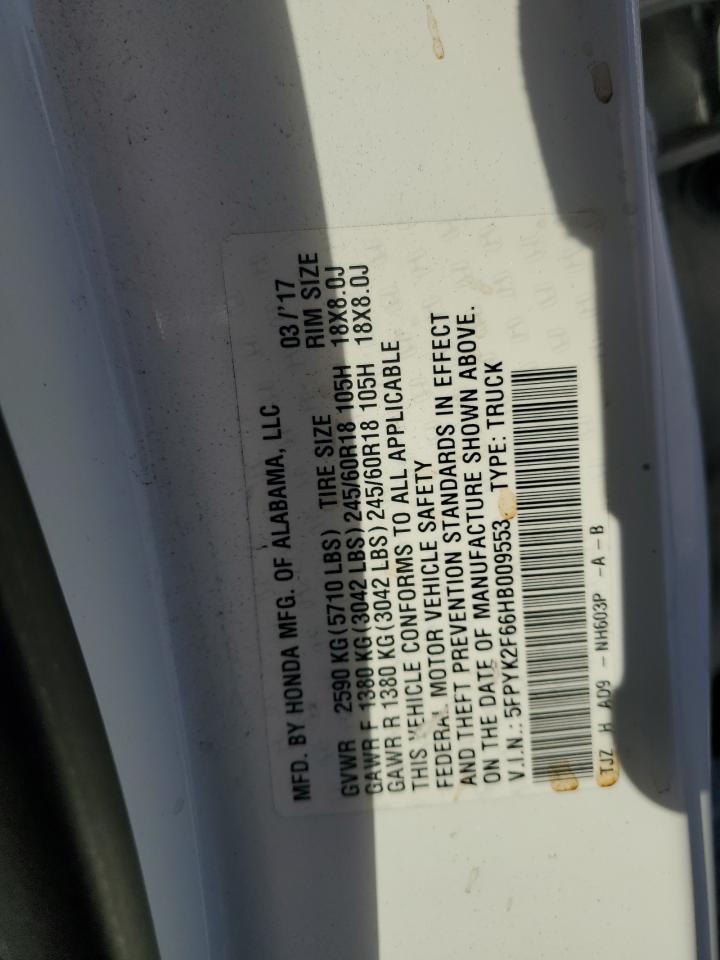 MFD. BY HONDA MFG. OF ALABAMA, LLC 03/'17
GVWR 2590 KG(5710 LBS) TIRE SIZE RIM SIZE
GAWR F 1380 KG(3042 LBS)245/60R18 105H 18X8.0J
GAWR R 1380 KG(3042 LBS)245/60R18 105H 18X8.0J
THIS VEHICLE CONFORMS TO ALL APPLICABLE
FEDERAL MOTOR VEHICLE SAFETY
AND THEFT PREVENTION STANDARDS IN EFFECT
ON THE DATE OF MANUFACTURE SHOWN ABOVE.
V.I.N.: 5FPYK2F66HB009553 TYPE: TRUCK
TJZ H A09 -NH603P -A-B